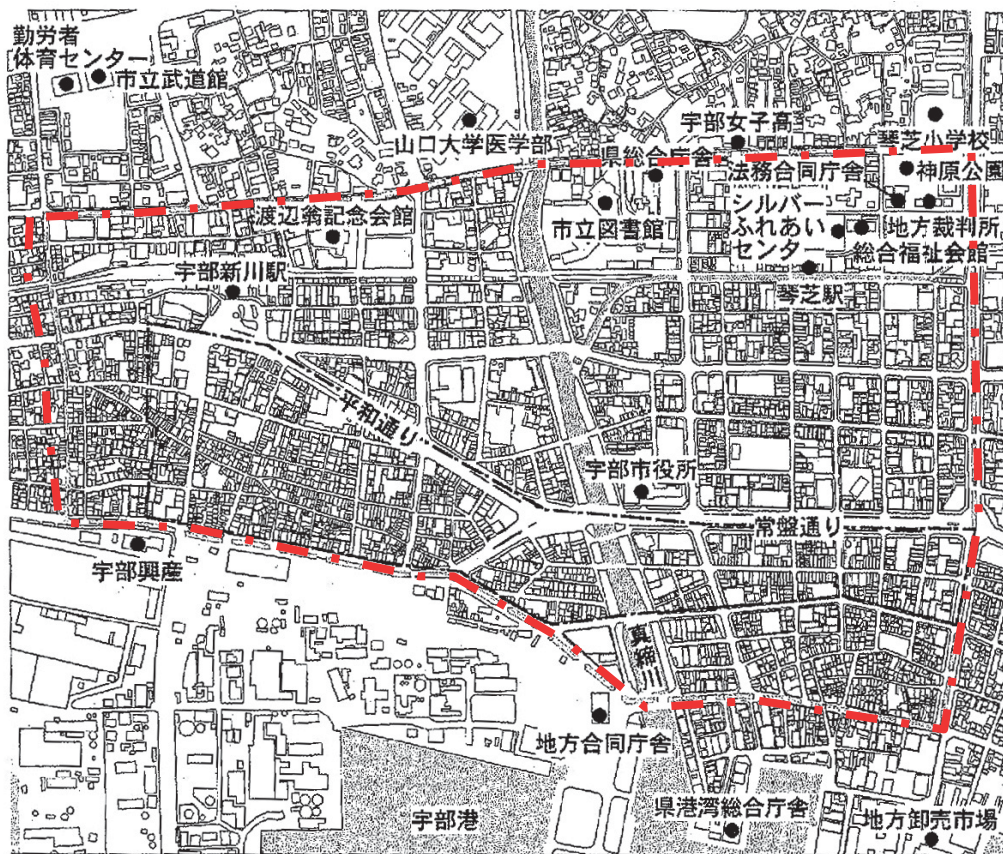 勤労者
体育センター
市立武道館
山口大学医学部
宇部女子高
琴芝小学校
県総合庁舎
法務合同庁舎
神原公園
渡辺翁記念会館
市立図書館
シルバー
ふれあい
センタ
地方裁判所
総合福祉会館
宇部新川駅
琴芝駅
平和通り
宇部市役所
常盤通り
宇部興産
真締川
地方合同庁舎
宇部港
県港湾総合庁舎
地方卸売市場